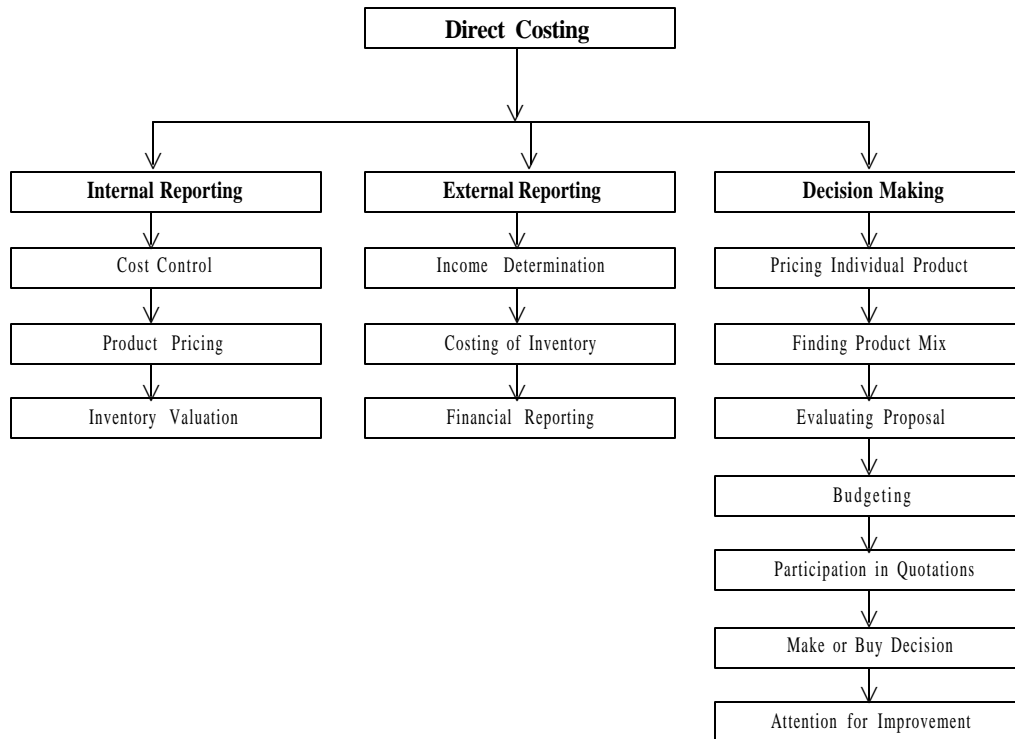 Direct Costing
Internal Reporting
Cost Control
Product Pricing
Inventory Valuation
External Reporting
Income Determination
Costing of Inventory
Financial Reporting
Decision Making
Pricing Individual Product
Finding Product Mix
Evaluating Proposal
Budgeting
Participation in Quotations
Make or Buy Decision
Attention for Improvement